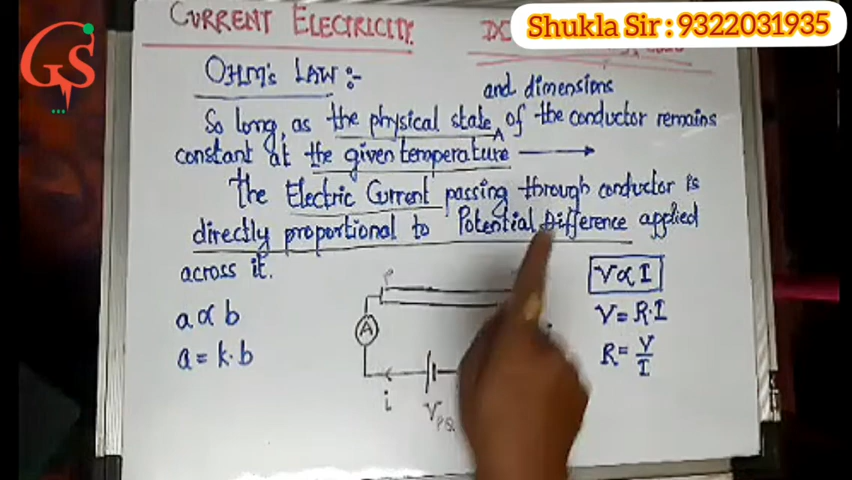 Shukla Sir : 9322031935
GS
CURRENT ELECTRICITY
OHM's LAW :-
and dimensions
So long, as the physical state of the conductor remains
constant at the given temperature →
the Electric Current passing through conductor is
directly proportional to Potential Difference applied
across it.
a ∝ b
a = k·b
P
A
i
V_PQ
V ∝ I
V = R·I
R = V/I